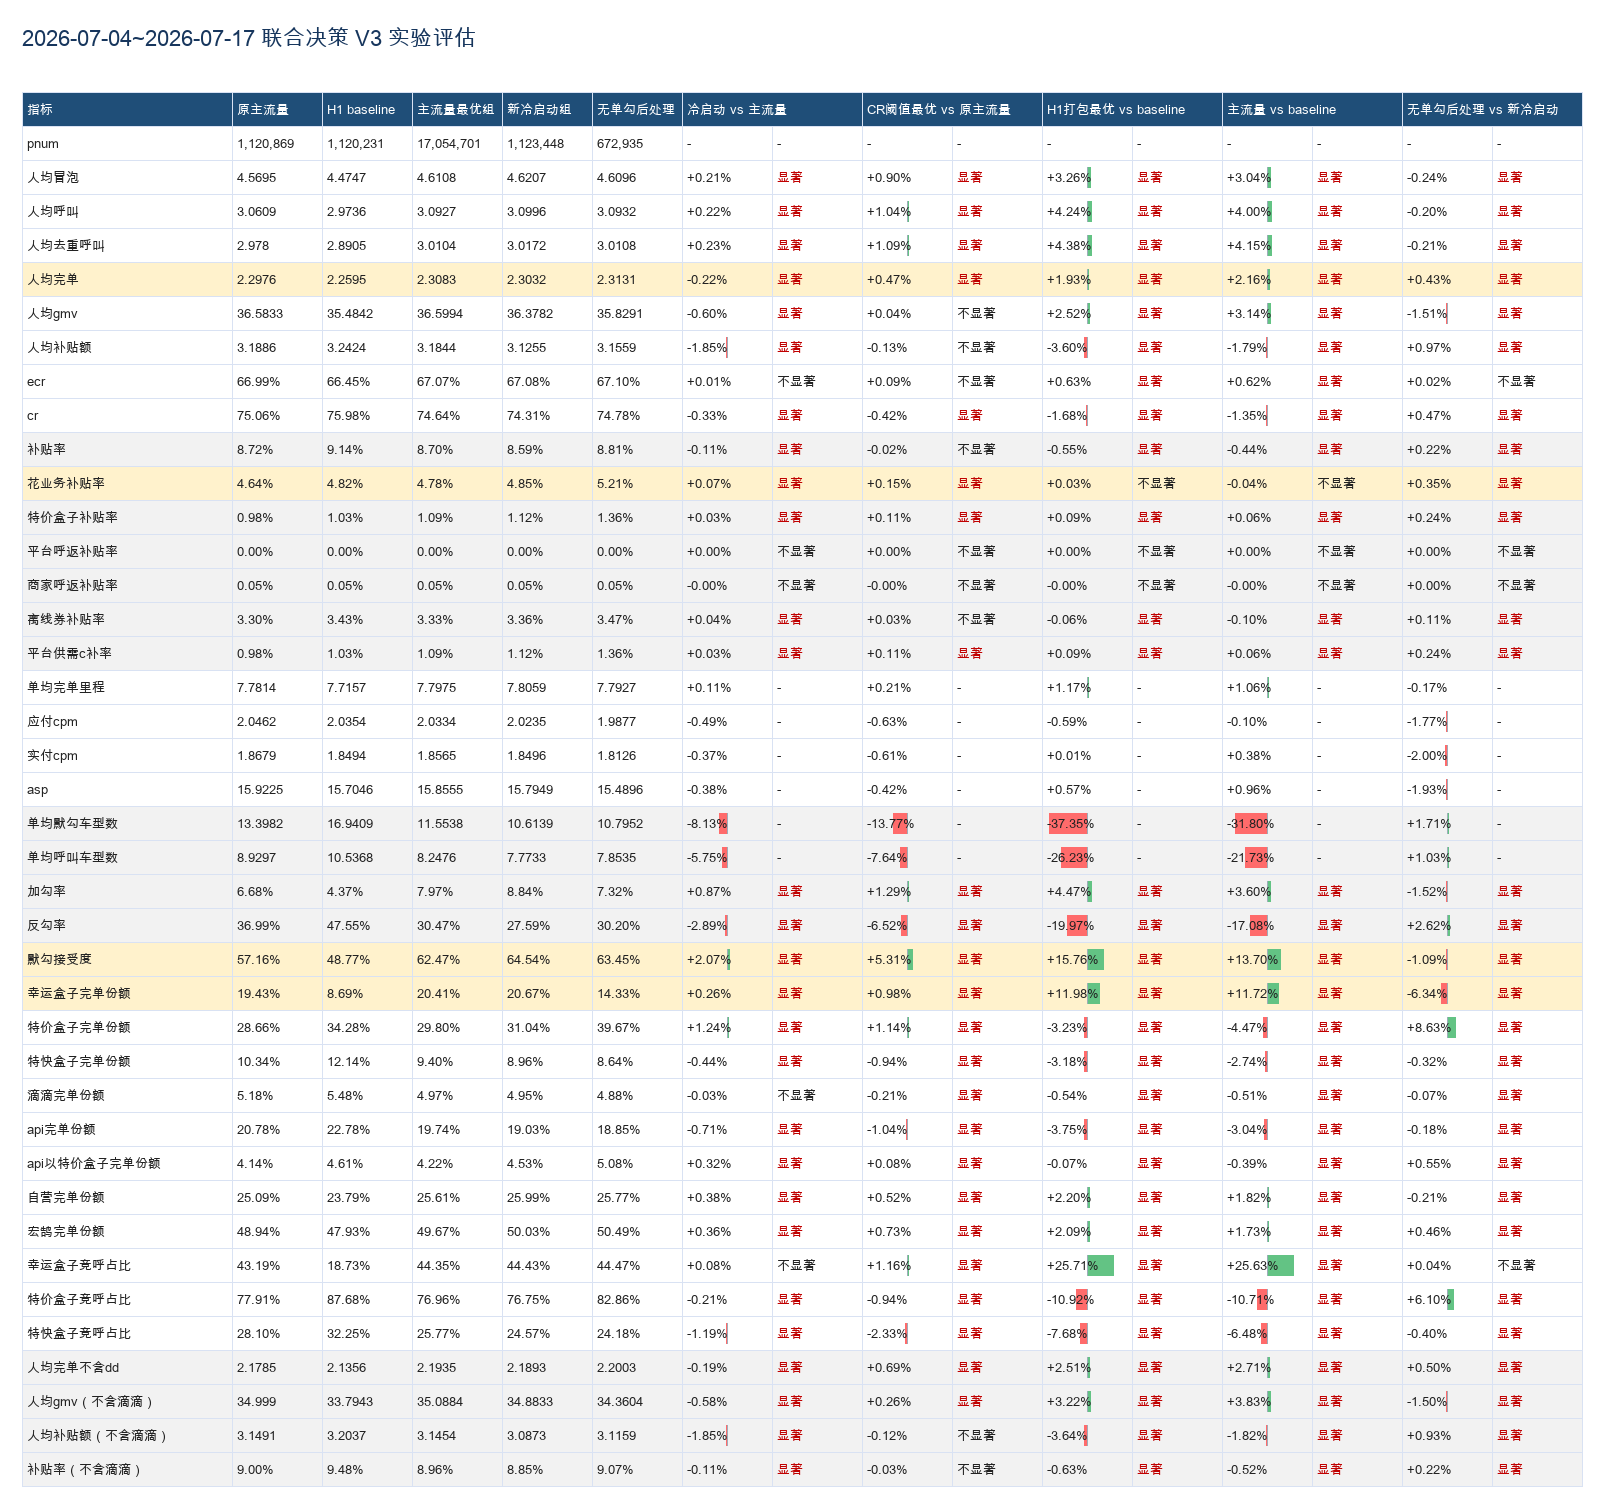 2026-07-04~2026-07-17 联合决策 V3 实验评估
指标 原主流量 H1 baseline 主流量最优组 新冷启动组 无单勾后处理 冷启动 vs 主流量 CR阈值最优 vs 原主流量 H1打包最优 vs baseline 主流量 vs baseline 无单勾后处理 vs 新冷启动
pnum 1,120,869 1,120,231 17,054,701 1,123,448 672,935 - - - - - - - - - -
人均冒泡 4.5695 4.4747 4.6108 4.6207 4.6096 +0.21% 显著 +0.90% 显著 +3.26% 显著 +3.04% 显著 -0.24% 显著
人均呼叫 3.0609 2.9736 3.0927 3.0996 3.0932 +0.22% 显著 +1.04% 显著 +4.24% 显著 +4.00% 显著 -0.20% 显著
人均去重呼叫 2.978 2.8905 3.0104 3.0172 3.0108 +0.23% 显著 +1.09% 显著 +4.38% 显著 +4.15% 显著 -0.21% 显著
人均完单 2.2976 2.2595 2.3083 2.3032 2.3131 -0.22% 显著 +0.47% 显著 +1.93% 显著 +2.16% 显著 +0.43% 显著
人均gmv 36.5833 35.4842 36.5994 36.3782 35.8291 -0.60% 显著 +0.04% 不显著 +2.52% 显著 +3.14% 显著 -1.51% 显著
人均补贴额 3.1886 3.2424 3.1844 3.1255 3.1559 -1.85% 显著 -0.13% 不显著 -3.60% 显著 -1.79% 显著 +0.97% 显著
ecr 66.99% 66.45% 67.07% 67.08% 67.10% +0.01% 不显著 +0.09% 不显著 +0.63% 显著 +0.62% 显著 +0.02% 不显著
cr 75.06% 75.98% 74.64% 74.31% 74.78% -0.33% 显著 -0.42% 显著 -1.68% 显著 -1.35% 显著 +0.47% 显著
补贴率 8.72% 9.14% 8.70% 8.59% 8.81% -0.11% 显著 -0.02% 不显著 -0.55% 显著 -0.44% 显著 +0.22% 显著
花业务补贴率 4.64% 4.82% 4.78% 4.85% 5.21% +0.07% 显著 +0.15% 显著 +0.03% 不显著 -0.04% 不显著 +0.35% 显著
特价盒子补贴率 0.98% 1.03% 1.09% 1.12% 1.36% +0.03% 显著 +0.11% 显著 +0.09% 显著 +0.06% 显著 +0.24% 显著
平台呼返补贴率 0.00% 0.00% 0.00% 0.00% 0.00% +0.00% 不显著 +0.00% 不显著 +0.00% 不显著 +0.00% 不显著 +0.00% 不显著
商家呼返补贴率 0.05% 0.05% 0.05% 0.05% 0.05% -0.00% 不显著 -0.00% 不显著 -0.00% 不显著 -0.00% 不显著 +0.00% 不显著
离线券补贴率 3.30% 3.43% 3.33% 3.36% 3.47% +0.04% 显著 +0.03% 不显著 -0.06% 显著 -0.10% 显著 +0.11% 显著
平台供需c补率 0.98% 1.03% 1.09% 1.12% 1.36% +0.03% 显著 +0.11% 显著 +0.09% 显著 +0.06% 显著 +0.24% 显著
单均完单里程 7.7814 7.7157 7.7975 7.8059 7.7927 +0.11% - +0.21% - +1.17% - +1.06% - -0.17% -
应付cpm 2.0462 2.0354 2.0334 2.0235 1.9877 -0.49% - -0.63% - -0.59% - -0.10% - -1.77% -
实付cpm 1.8679 1.8494 1.8565 1.8496 1.8126 -0.37% - -0.61% - +0.01% - +0.38% - -2.00% -
asp 15.9225 15.7046 15.8555 15.7949 15.4896 -0.38% - -0.42% - +0.57% - +0.96% - -1.93% -
单均默勾车型数 13.3982 16.9409 11.5538 10.6139 10.7952 -8.13% - -13.77% - -37.35% - -31.80% - +1.71% -
单均呼叫车型数 8.9297 10.5368 8.2476 7.7733 7.8535 -5.75% - -7.64% - -26.23% - -21.73% - +1.03% -
加勾率 6.68% 4.37% 7.97% 8.84% 7.32% +0.87% 显著 +1.29% 显著 +4.47% 显著 +3.60% 显著 -1.52% 显著
反勾率 36.99% 47.55% 30.47% 27.59% 30.20% -2.89% 显著 -6.52% 显著 -19.97% 显著 -17.08% 显著 +2.62% 显著
默勾接受度 57.16% 48.77% 62.47% 64.54% 63.45% +2.07% 显著 +5.31% 显著 +15.76% 显著 +13.70% 显著 -1.09% 显著
幸运盒子完单份额 19.43% 8.69% 20.41% 20.67% 14.33% +0.26% 显著 +0.98% 显著 +11.98% 显著 +11.72% 显著 -6.34% 显著
特价盒子完单份额 28.66% 34.28% 29.80% 31.04% 39.67% +1.24% 显著 +1.14% 显著 -3.23% 显著 -4.47% 显著 +8.63% 显著
特快盒子完单份额 10.34% 12.14% 9.40% 8.96% 8.64% -0.44% 显著 -0.94% 显著 -3.18% 显著 -2.74% 显著 -0.32% 显著
滴滴完单份额 5.18% 5.48% 4.97% 4.95% 4.88% -0.03% 不显著 -0.21% 显著 -0.54% 显著 -0.51% 显著 -0.07% 显著
api完单份额 20.78% 22.78% 19.74% 19.03% 18.85% -0.71% 显著 -1.04% 显著 -3.75% 显著 -3.04% 显著 -0.18% 显著
api以特价盒子完单份额 4.14% 4.61% 4.22% 4.53% 5.08% +0.32% 显著 +0.08% 显著 -0.07% 显著 -0.39% 显著 +0.55% 显著
自营完单份额 25.09% 23.79% 25.61% 25.99% 25.77% +0.38% 显著 +0.52% 显著 +2.20% 显著 +1.82% 显著 -0.21% 显著
宏鹄完单份额 48.94% 47.93% 49.67% 50.03% 50.49% +0.36% 显著 +0.73% 显著 +2.09% 显著 +1.73% 显著 +0.46% 显著
幸运盒子竞呼占比 43.19% 18.73% 44.35% 44.43% 44.47% +0.08% 不显著 +1.16% 显著 +25.71% 显著 +25.63% 显著 +0.04% 不显著
特价盒子竞呼占比 77.91% 87.68% 76.96% 76.75% 82.86% -0.21% 显著 -0.94% 显著 -10.92% 显著 -10.71% 显著 +6.10% 显著
特快盒子竞呼占比 28.10% 32.25% 25.77% 24.57% 24.18% -1.19% 显著 -2.33% 显著 -7.68% 显著 -6.48% 显著 -0.40% 显著
人均完单不含dd 2.1785 2.1356 2.1935 2.1893 2.2003 -0.19% 显著 +0.69% 显著 +2.51% 显著 +2.71% 显著 +0.50% 显著
人均gmv（不含滴滴） 34.999 33.7943 35.0884 34.8833 34.3604 -0.58% 显著 +0.26% 显著 +3.22% 显著 +3.83% 显著 -1.50% 显著
人均补贴额（不含滴滴） 3.1491 3.2037 3.1454 3.0873 3.1159 -1.85% 显著 -0.12% 不显著 -3.64% 显著 -1.82% 显著 +0.93% 显著
补贴率（不含滴滴） 9.00% 9.48% 8.96% 8.85% 9.07% -0.11% 显著 -0.03% 不显著 -0.63% 显著 -0.52% 显著 +0.22% 显著